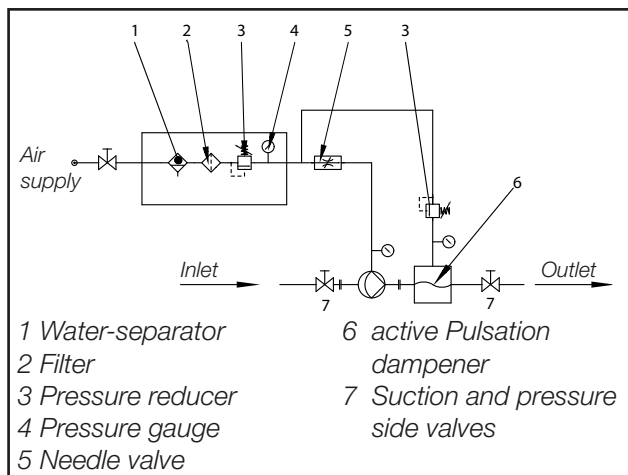 1 2 3 4 5 3
Air
supply
6
Inlet
Outlet
7
7
1 Water-separator
2 Filter
3 Pressure reducer
4 Pressure gauge
5 Needle valve
6 active Pulsation
dampener
7 Suction and pressure
side valves